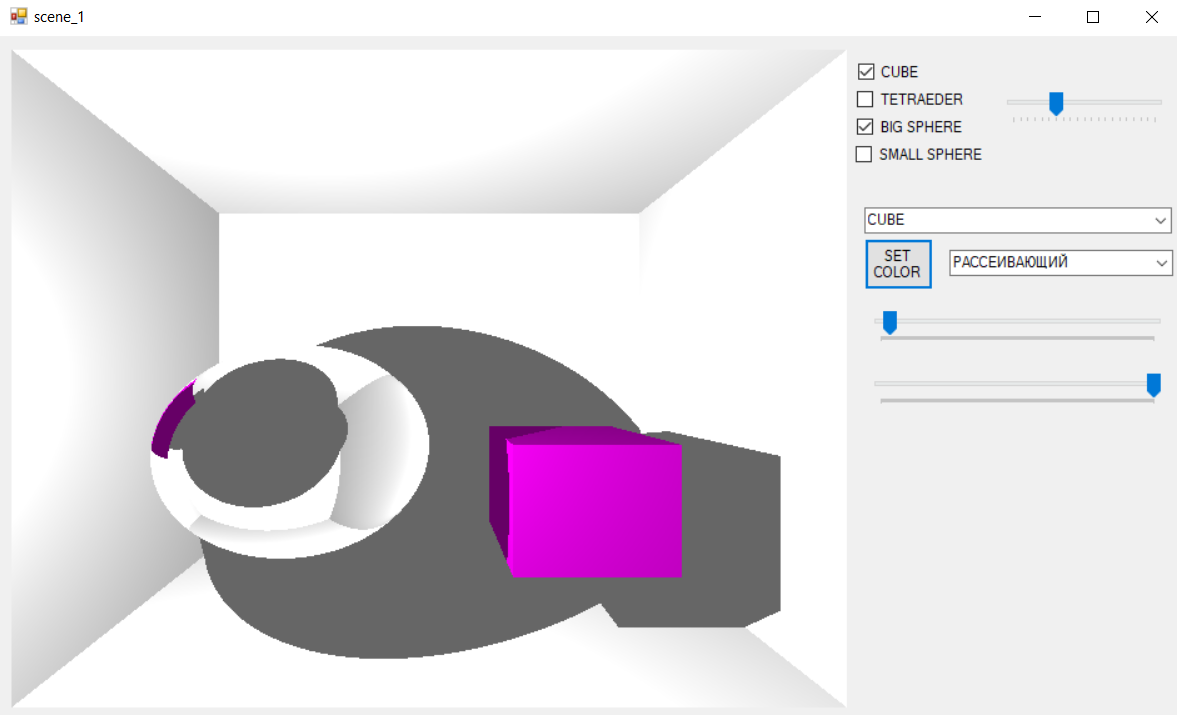 scene_1
CUBE
TETRAEDER
BIG SPHERE
SMALL SPHERE
CUBE
SET
COLOR
РАССЕИВАЮЩИЙ